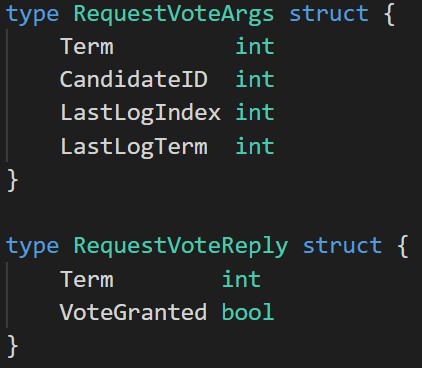 type RequestVoteArgs struct {
    Term        int
    CandidateID  int
    LastLogIndex int
    LastLogTerm  int
}

type RequestVoteReply struct {
    Term        int
    VoteGranted bool
}